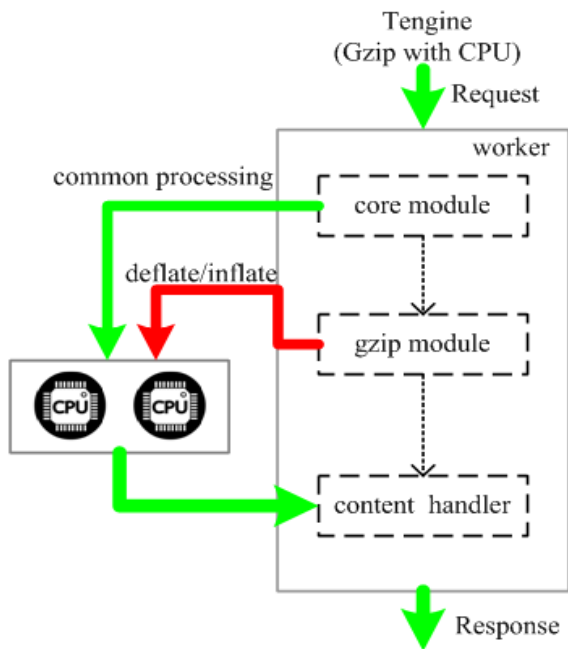 Tengine
(Gzip with CPU)
Request
worker
common processing
core module
deflate/inflate
gzip module
CPU
CPU
content handler
Response